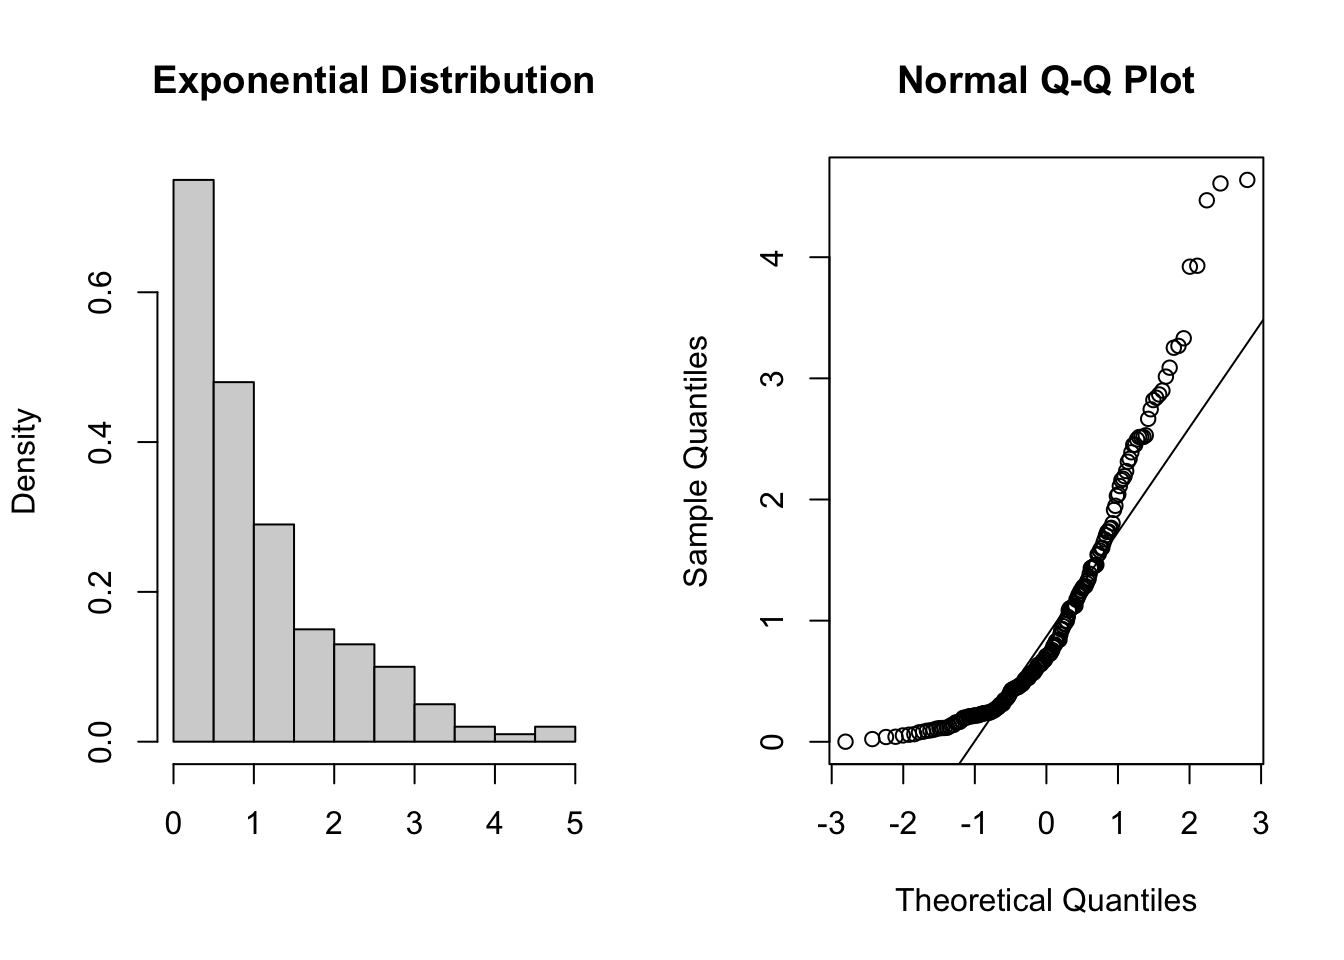 Exponential Distribution
Density
0.0 0.2 0.4 0.6
0 1 2 3 4 5
Normal Q-Q Plot
Sample Quantiles
0 1 2 3 4
-3 -2 -1 0 1 2 3
Theoretical Quantiles